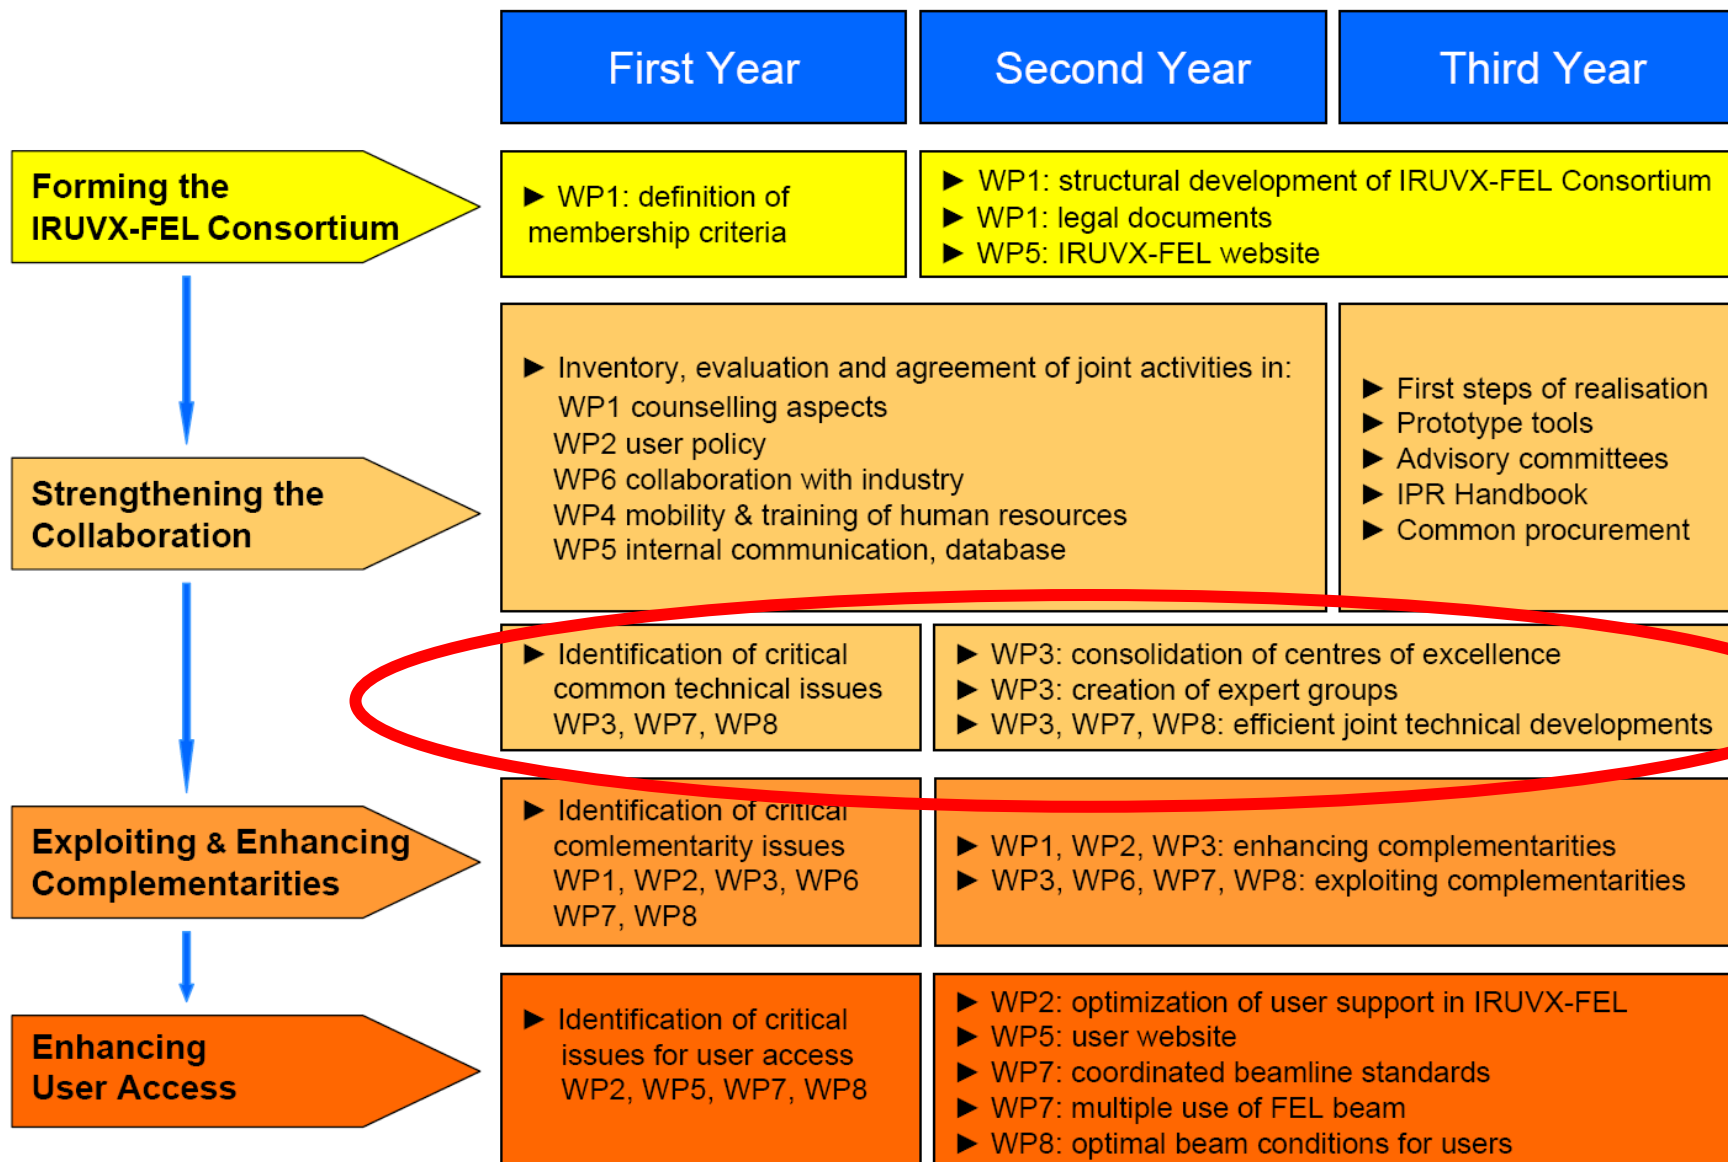 First Year
Second Year
Third Year
Forming the
IRUVX-FEL Consortium
► WP1: definition of
membership criteria
► WP1: structural development of IRUVX-FEL Consortium
► WP1: legal documents
► WP5: IRUVX-FEL website
Strengthening the
Collaboration
► Inventory, evaluation and agreement of joint activities in:
WP1 counselling aspects
WP2 user policy
WP6 collaboration with industry
WP4 mobility & training of human resources
WP5 internal communication, database
► First steps of realisation
► Prototype tools
► Advisory committees
► IPR Handbook
► Common procurement
► Identification of critical
common technical issues
WP3, WP7, WP8
► WP3: consolidation of centres of excellence
► WP3: creation of expert groups
► WP3, WP7, WP8: efficient joint technical developments
Exploiting & Enhancing
Complementarities
► Identification of critical
comlementarity issues
WP1, WP2, WP3, WP6
WP7, WP8
► WP1, WP2, WP3: enhancing complementarities
► WP3, WP6, WP7, WP8: exploiting complementarities
Enhancing
User Access
► Identification of critical
issues for user access
WP2, WP5, WP7, WP8
► WP2: optimization of user support in IRUVX-FEL
► WP5: user website
► WP7: coordinated beamline standards
► WP7: multiple use of FEL beam
► WP8: optimal beam conditions for users